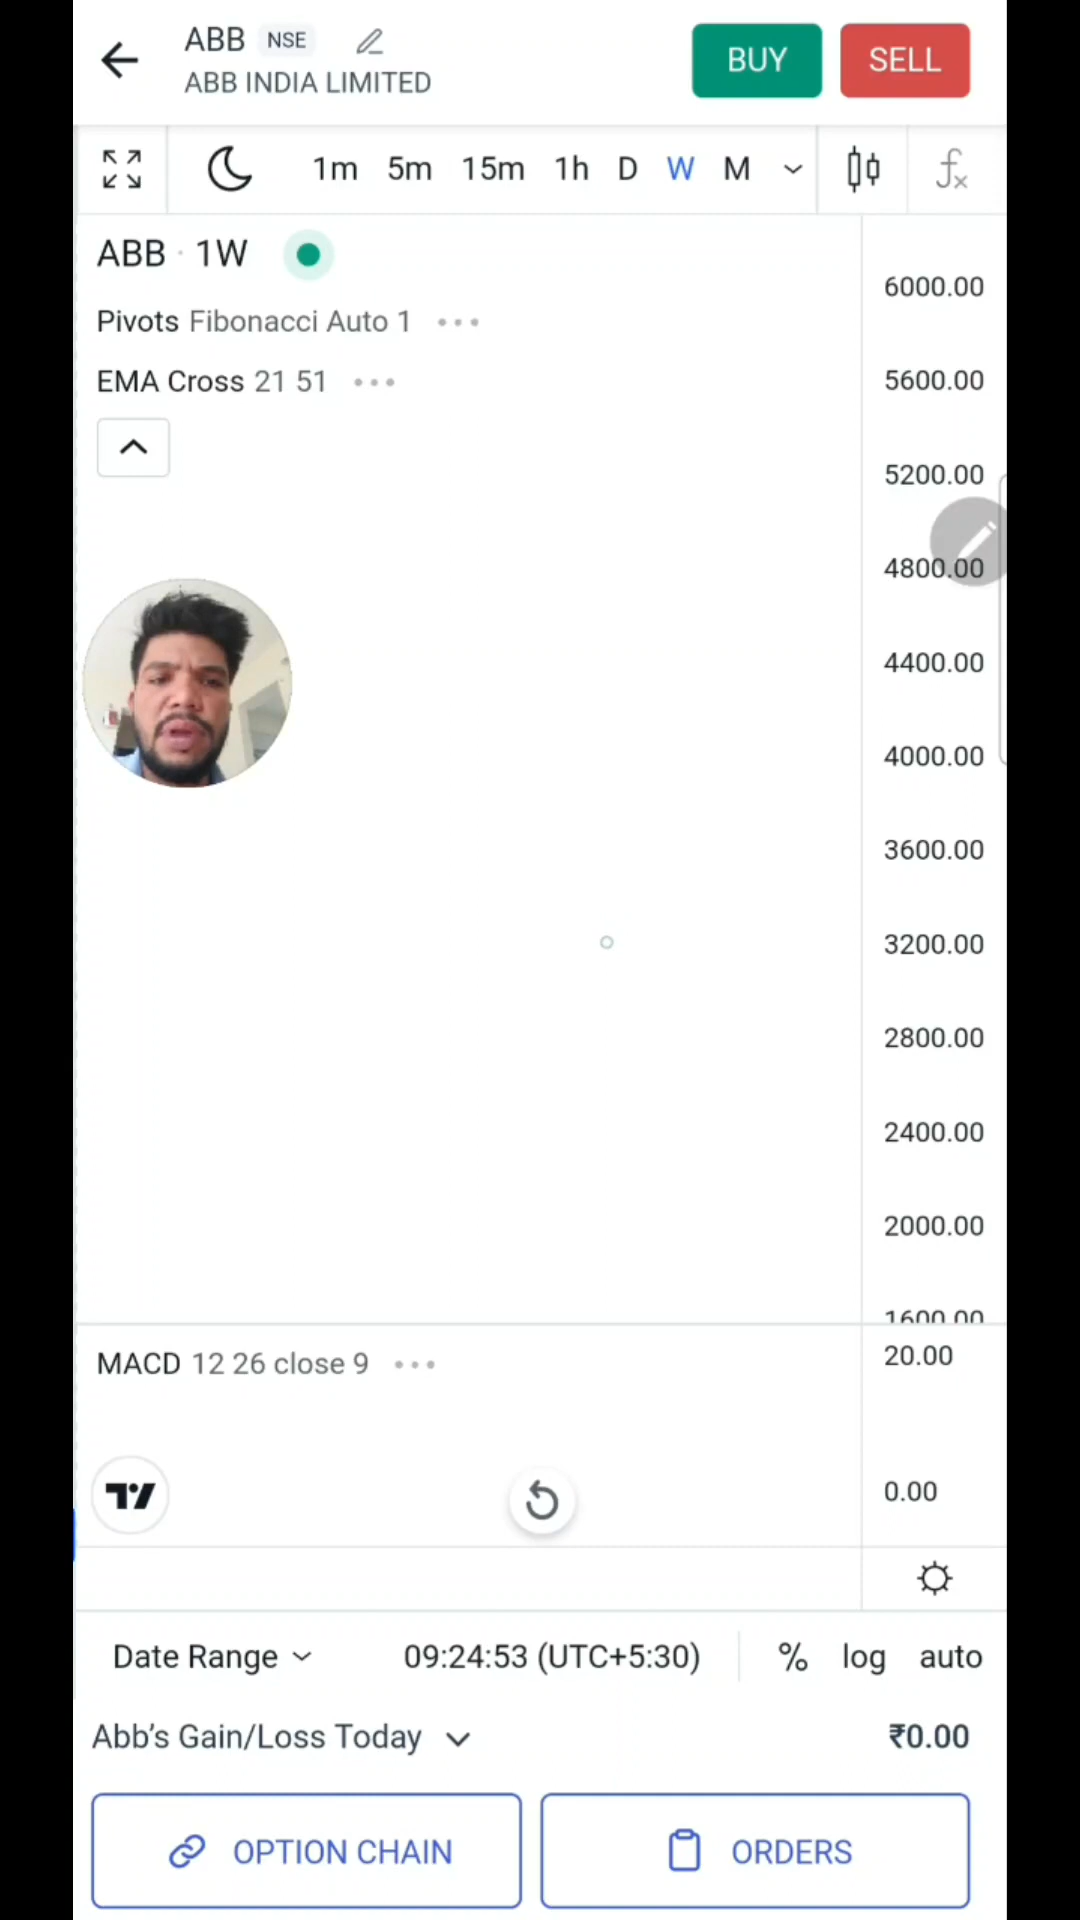 ABB NSE
ABB INDIA LIMITED
BUY
SELL
1m 5m 15m 1h D W M
ABB · 1W
Pivots Fibonacci Auto 1
EMA Cross 21 51
6000.00
5600.00
5200.00
4800.00
4400.00
4000.00
3600.00
3200.00
2800.00
2400.00
2000.00
1600.00
MACD 12 26 close 9
20.00
0.00
Date Range 09:24:53 (UTC+5:30) % log auto
Abb's Gain/Loss Today ₹0.00
OPTION CHAIN
ORDERS